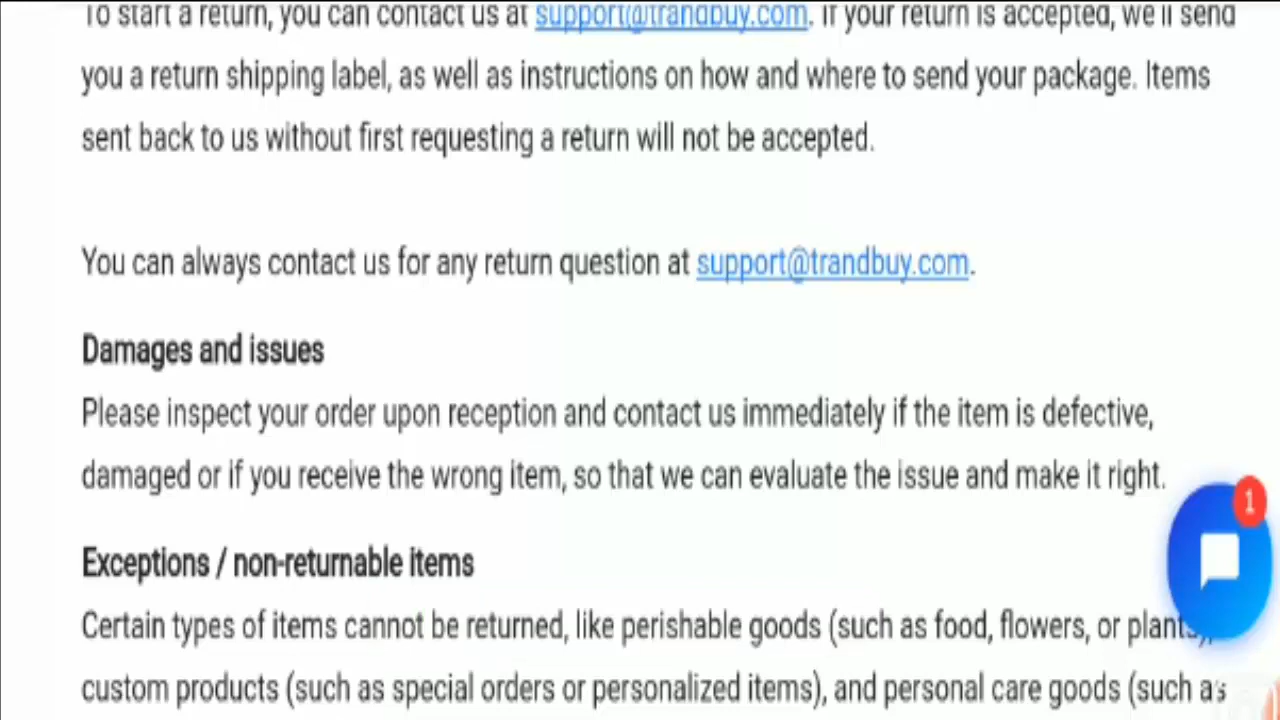 To start a return, you can contact us at support@trandbuy.com. If your return is accepted, we'll send
you a return shipping label, as well as instructions on how and where to send your package. Items
sent back to us without first requesting a return will not be accepted.
You can always contact us for any return question at support@trandbuy.com.
Damages and issues
Please inspect your order upon reception and contact us immediately if the item is defective,
damaged or if you receive the wrong item, so that we can evaluate the issue and make it right.
1
Exceptions / non-returnable items
Certain types of items cannot be returned, like perishable goods (such as food, flowers, or plants),
custom products (such as special orders or personalized items), and personal care goods (such as